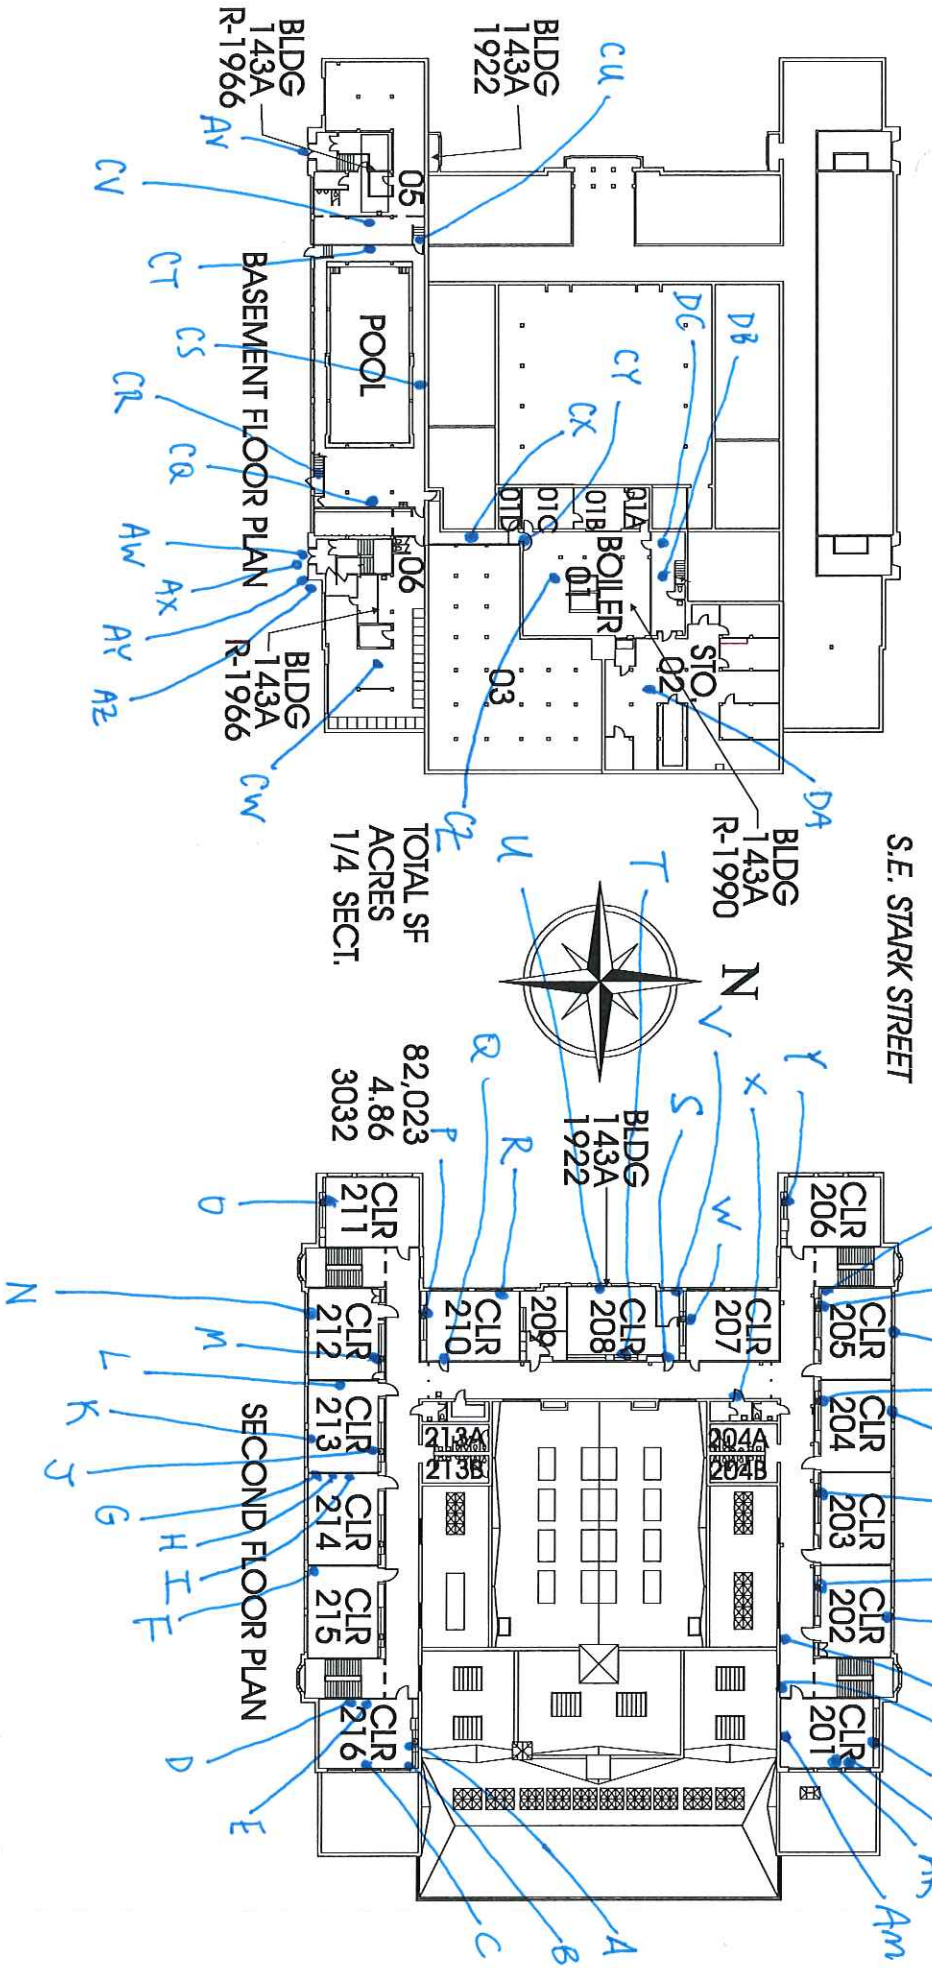 S.E. STARK STREET
BLDG
143A
R-1966
BLDG
143A
1922
05
POOL
BASEMENT FLOOR PLAN
06
BLDG
143A
R-1966
01D
01C
01B
01A
BOILER
01
STO.
02
03
BLDG
143A
R-1990
CU
AV
CV
CT
CS
CR
CQ
AW
AX
AY
AZ
CW
CX
CY
DC
DB
CZ
DA
TOTAL SF 82,023
ACRES 4.86
1/4 SECT. 3032
N
BLDG
143A
1922
U
T
V
X
Y
S
W
Q
R
P
O
N
M
L
K
J
G
H
I
F
D
E
C
B
A
AM
CLR
206
CLR
205
CLR
204
CLR
203
CLR
202
CLR
201
CLR
207
CLR
208
209
CLR
210
CLR
211
CLR
212
CLR
213
CLR
214
CLR
215
CLR
216
213A
213B
204A
204B
SECOND FLOOR PLAN